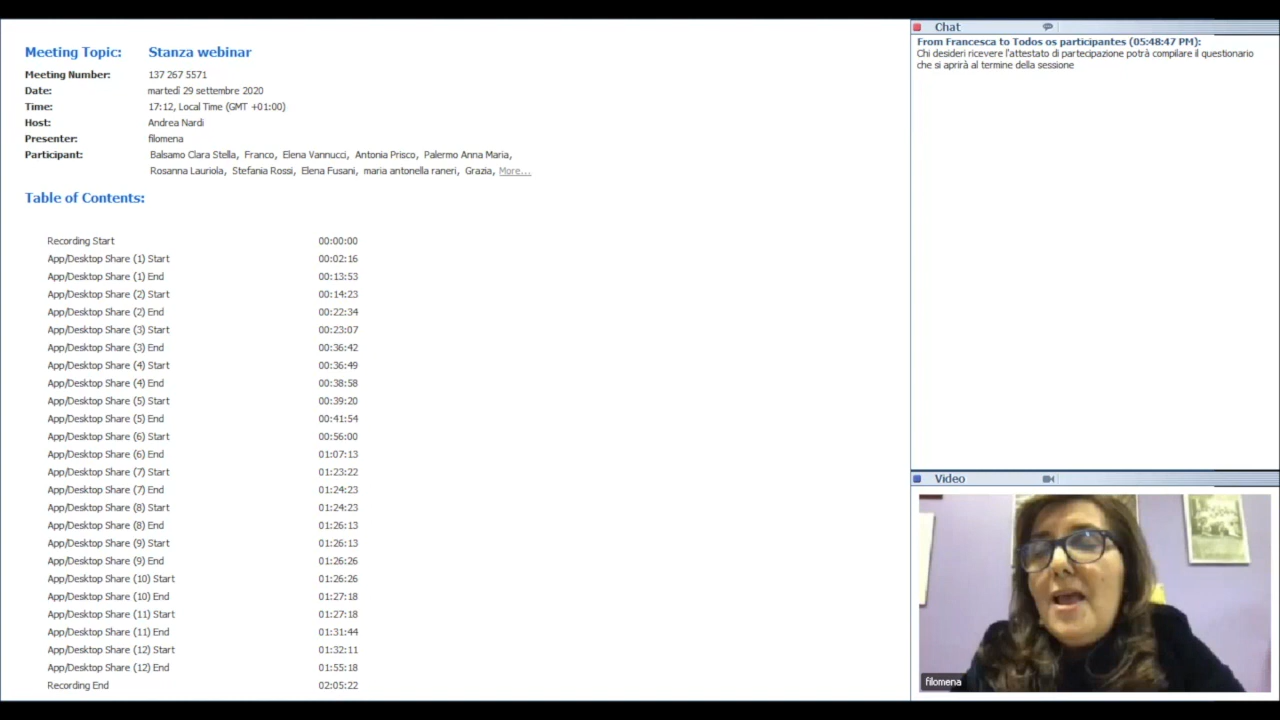 Meeting Topic: Stanza webinar
Meeting Number: 137 267 5571
Date: martedì 29 settembre 2020
Time: 17:12, Local Time (GMT +01:00)
Host: Andrea Nardi
Presenter: filomena
Participant: Balsamo Clara Stella, Franco, Elena Vannucci, Antonia Prisco, Palermo Anna Maria,
Rosanna Lauriola, Stefania Rossi, Elena Fusani, maria antonella raneri, Grazia, More...
Table of Contents:
Recording Start 00:00:00
App/Desktop Share (1) Start 00:02:16
App/Desktop Share (1) End 00:13:53
App/Desktop Share (2) Start 00:14:23
App/Desktop Share (2) End 00:22:34
App/Desktop Share (3) Start 00:23:07
App/Desktop Share (3) End 00:36:42
App/Desktop Share (4) Start 00:36:49
App/Desktop Share (4) End 00:38:58
App/Desktop Share (5) Start 00:39:20
App/Desktop Share (5) End 00:41:54
App/Desktop Share (6) Start 00:56:00
App/Desktop Share (6) End 01:07:13
App/Desktop Share (7) Start 01:23:22
App/Desktop Share (7) End 01:24:23
App/Desktop Share (8) Start 01:24:23
App/Desktop Share (8) End 01:26:13
App/Desktop Share (9) Start 01:26:13
App/Desktop Share (9) End 01:26:26
App/Desktop Share (10) Start 01:26:26
App/Desktop Share (10) End 01:27:18
App/Desktop Share (11) Start 01:27:18
App/Desktop Share (11) End 01:31:44
App/Desktop Share (12) Start 01:32:11
App/Desktop Share (12) End 01:55:18
Recording End 02:05:22
Chat
From Francesca to Todos os participantes (05:48:47 PM):
Chi desideri ricevere l'attestato di partecipazione potrà compilare il questionario
che si aprirà al termine della sessione
Video
filomena